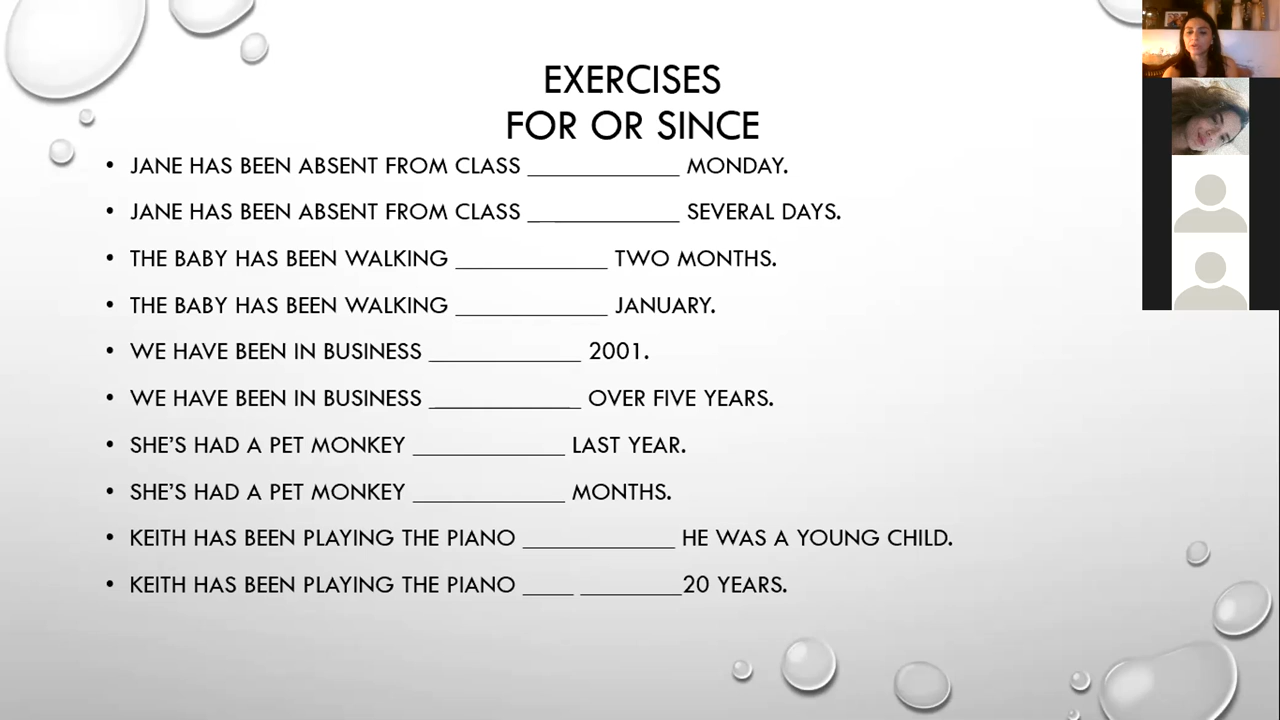 EXERCISES
FOR OR SINCE
• JANE HAS BEEN ABSENT FROM CLASS ____________ MONDAY.
• JANE HAS BEEN ABSENT FROM CLASS _ __________ SEVERAL DAYS.
• THE BABY HAS BEEN WALKING ____________ TWO MONTHS.
• THE BABY HAS BEEN WALKING ____________ JANUARY.
• WE HAVE BEEN IN BUSINESS ____________ 2001.
• WE HAVE BEEN IN BUSINESS ____________ OVER FIVE YEARS.
• SHE'S HAD A PET MONKEY ____________ LAST YEAR.
• SHE'S HAD A PET MONKEY ____________ MONTHS.
• KEITH HAS BEEN PLAYING THE PIANO ____________ HE WAS A YOUNG CHILD.
• KEITH HAS BEEN PLAYING THE PIANO ____ ________20 YEARS.